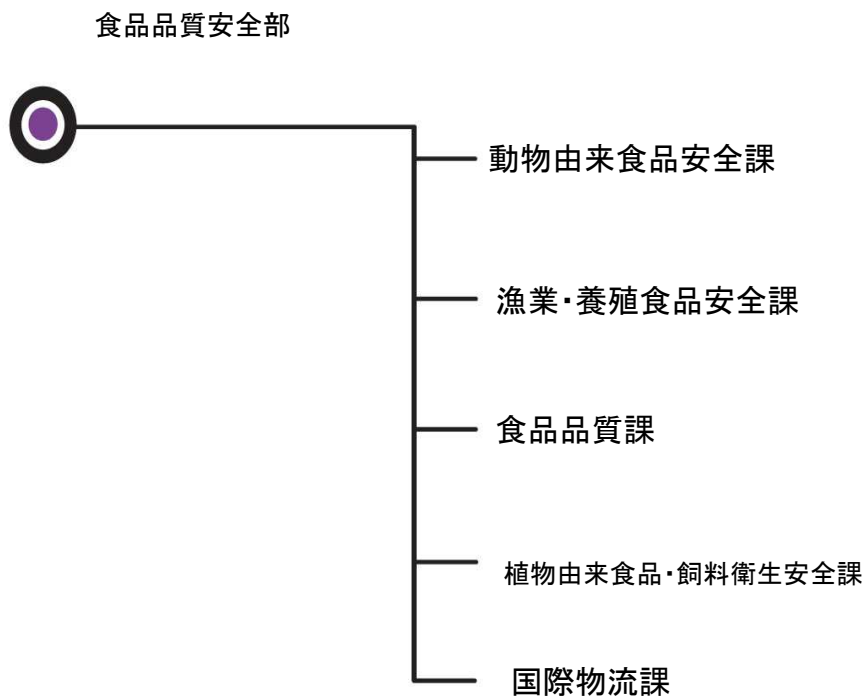 食品品質安全部
動物由来食品安全課
漁業・養殖食品安全課
食品品質課
植物由来食品・飼料衛生安全課
国際物流課